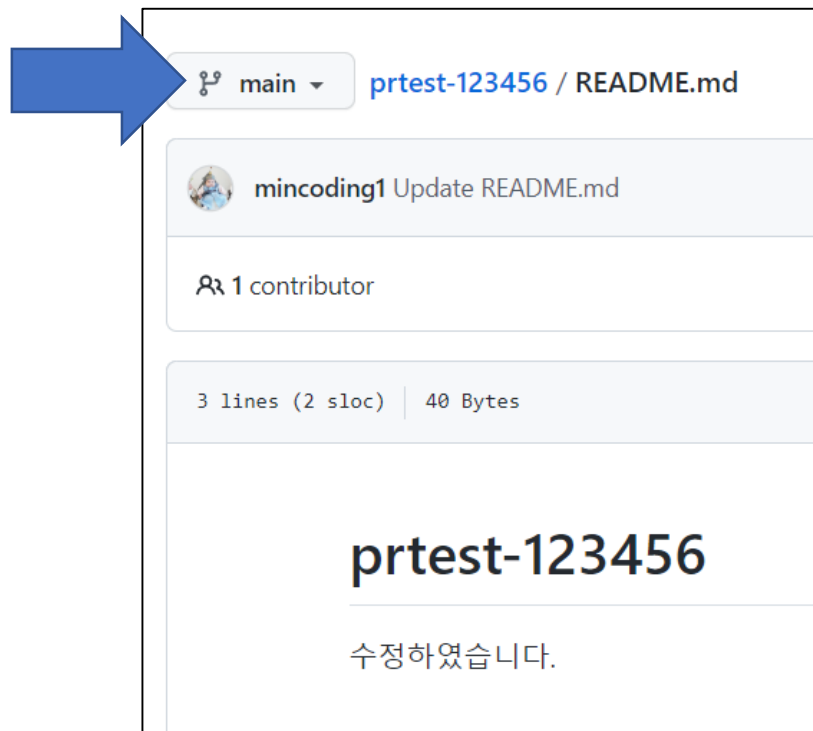 main prtest-123456 / README.md
mincoding1 Update README.md
1 contributor
3 lines (2 sloc) 40 Bytes
prtest-123456
수정하였습니다.